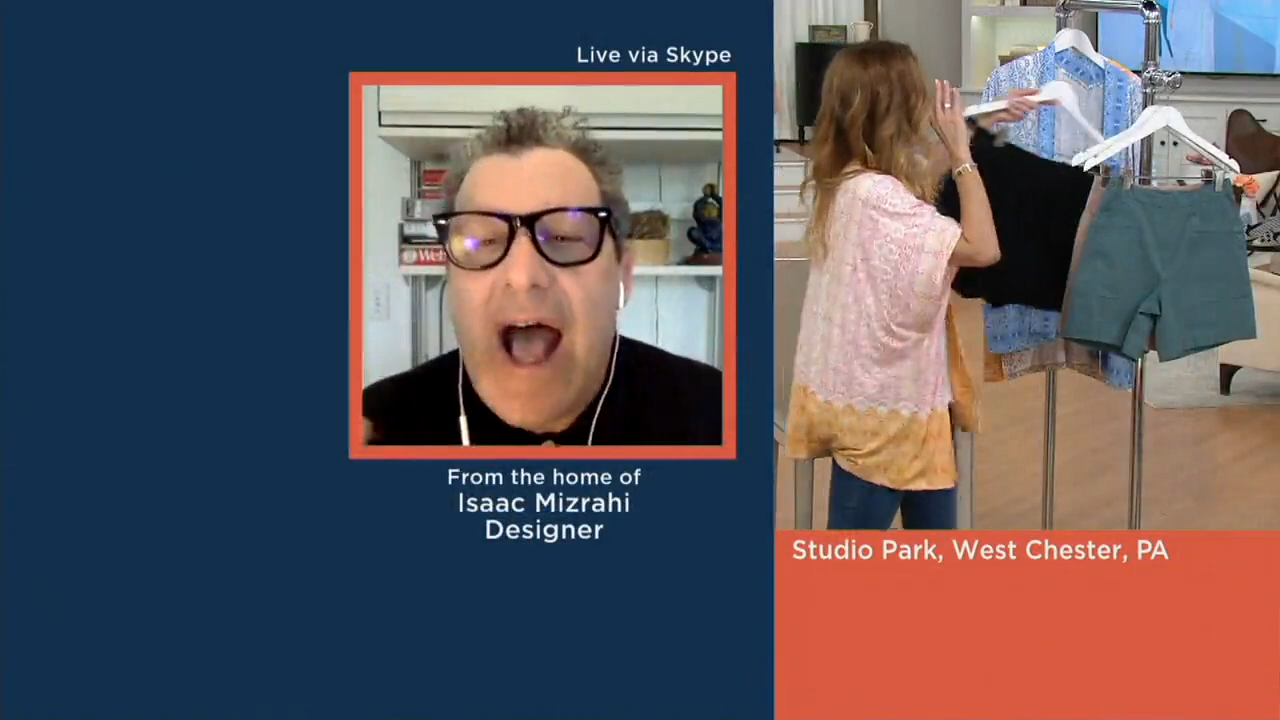 Live via Skype
From the home of
Isaac Mizrahi
Designer
Studio Park, West Chester, PA